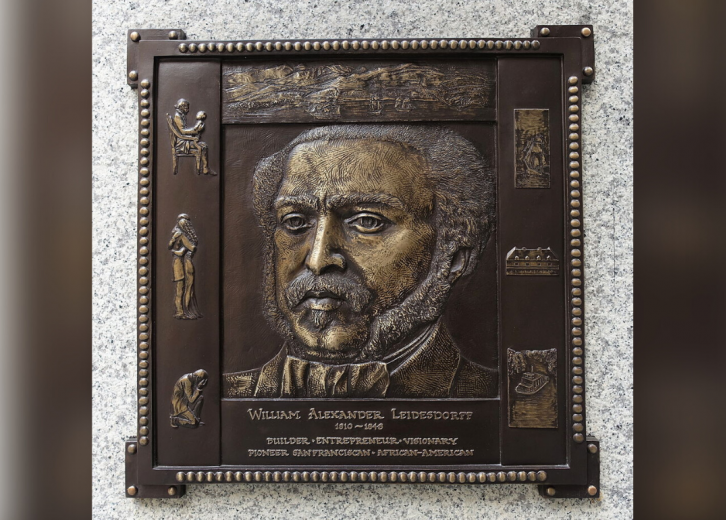 WILLIAM ALEXANDER LEIDESDORFF
1810 ~ 1848
BUILDER • ENTREPRENEUR • VISIONARY
PIONEER SAN FRANCISCAN • AFRICAN-AMERICAN